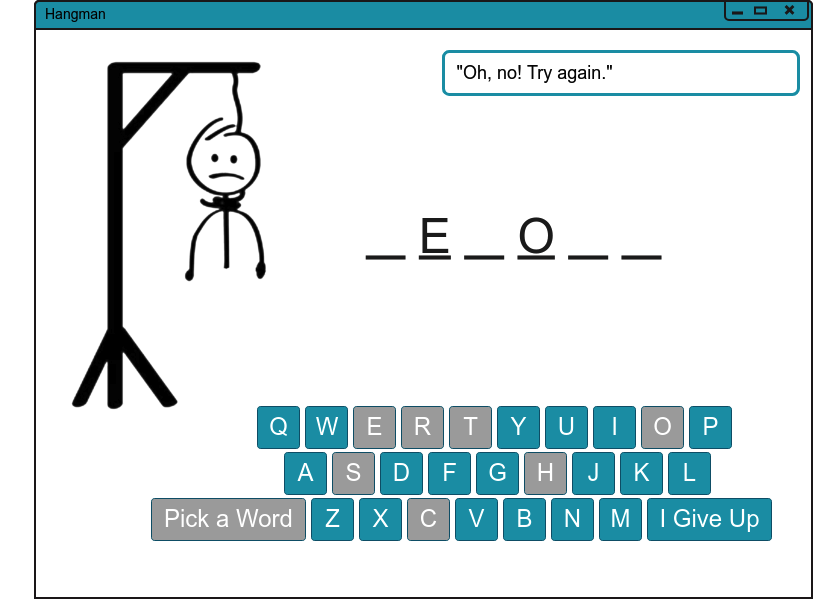 Hangman
"Oh, no! Try again."
_ E _ O _ _
Q W E R T Y U I O P
A S D F G H J K L
Pick a Word Z X C V B N M I Give Up